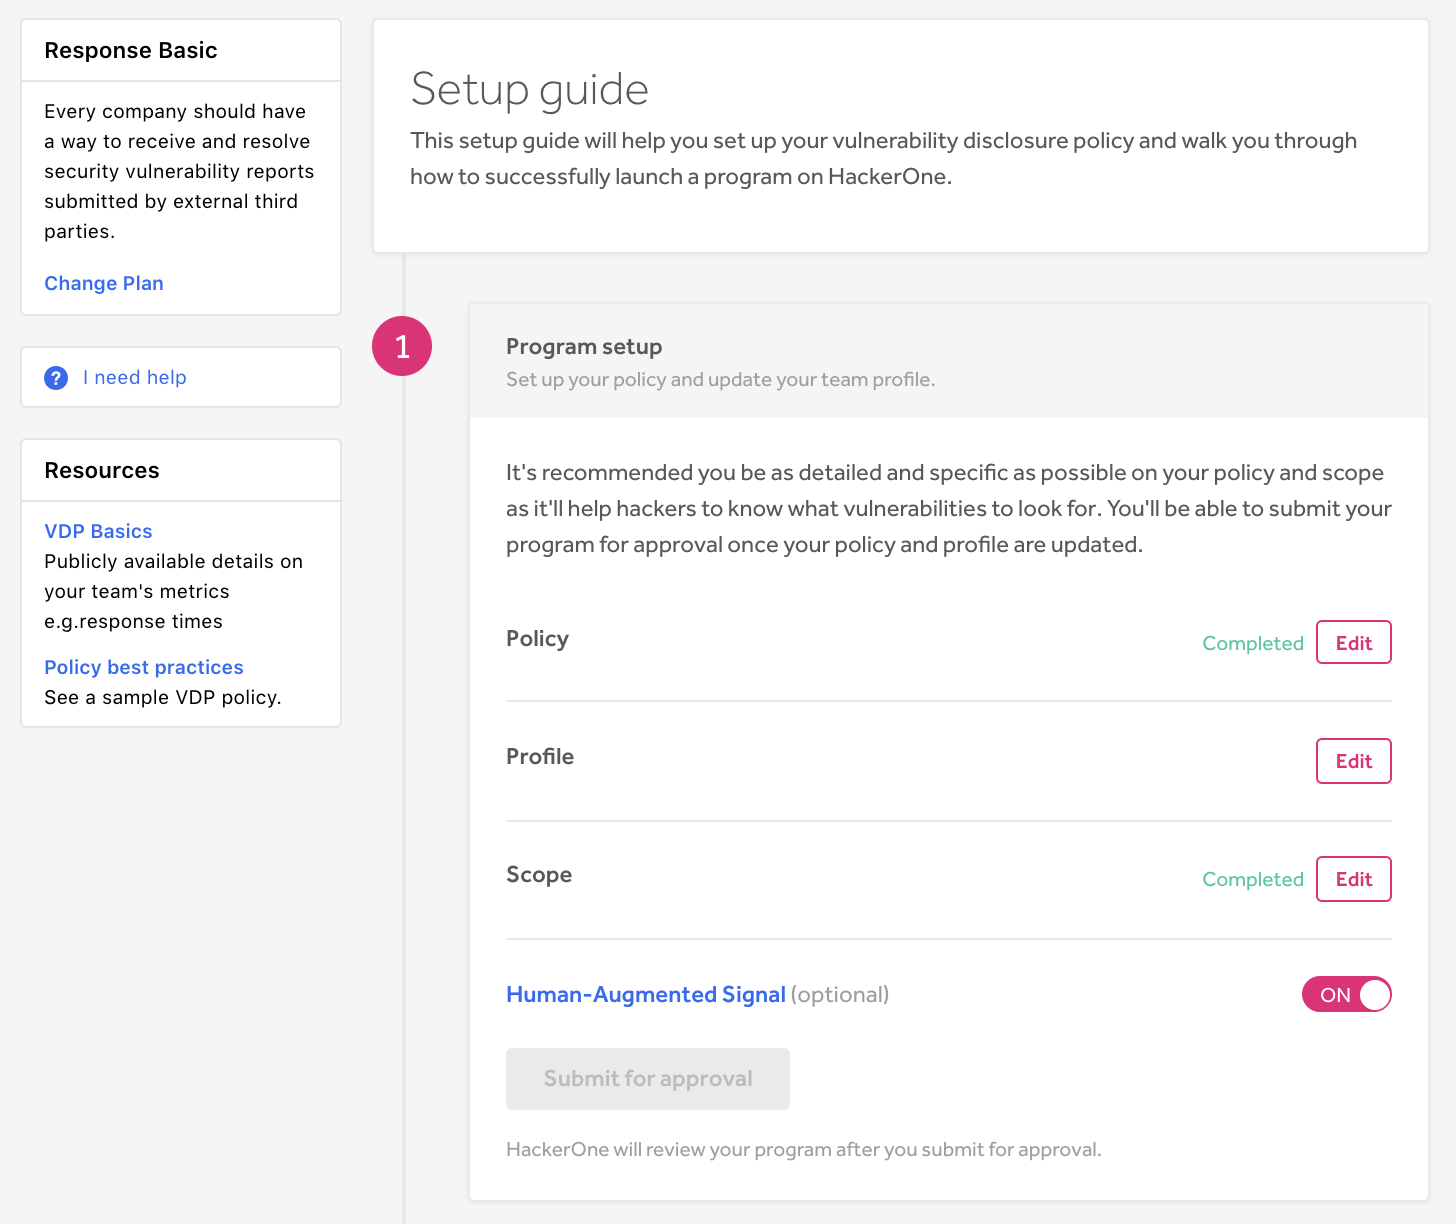 Response Basic
Every company should have
a way to receive and resolve
security vulnerability reports
submitted by external third
parties.
Change Plan
? I need help
Resources
VDP Basics
Publicly available details on
your team's metrics
e.g.response times
Policy best practices
See a sample VDP policy.
Setup guide
This setup guide will help you set up your vulnerability disclosure policy and walk you through
how to successfully launch a program on HackerOne.
1
Program setup
Set up your policy and update your team profile.
It's recommended you be as detailed and specific as possible on your policy and scope
as it'll help hackers to know what vulnerabilities to look for. You'll be able to submit your
program for approval once your policy and profile are updated.
Policy Completed Edit
Profile Edit
Scope Completed Edit
Human-Augmented Signal (optional) ON
Submit for approval
HackerOne will review your program after you submit for approval.